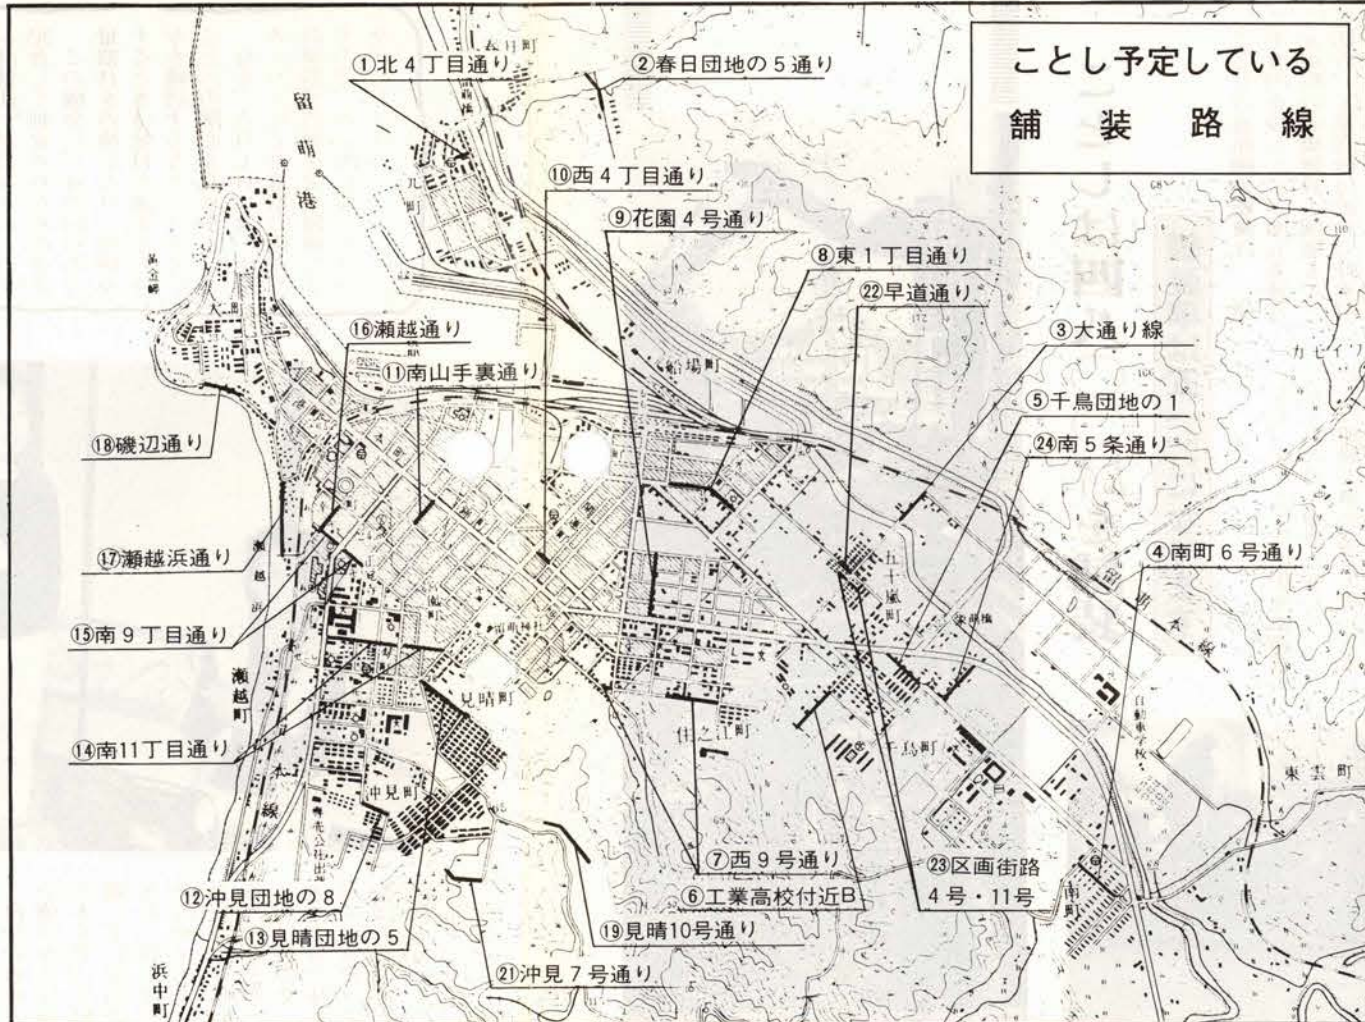 ことし予定している
舗装路線
①北4丁目通り
②春日団地の5通り
留萌港
元町
⑩西4丁目通り
⑨花園4号通り
⑧東1丁目通り
㉒早道通り
③大通り線
⑯瀬越通り
⑪南山手裏通り
船場町
⑤千鳥団地の1
㉔南5条通り
⑱磯辺通り
⑰瀬越浜通り
④南町6号通り
五十嵐町
瀬越浜
⑮南9丁目通り
留萌神社
瀬越町
見晴町
住之江町
千鳥町
⑭南11丁目通り
東雲町
沖見町
⑦西9号通り
㉓区画街路
4号・11号
⑥工業高校付近B
南町
⑫沖見団地の8
⑬見晴団地の5
⑲見晴10号通り
㉑沖見7号通り
浜中町